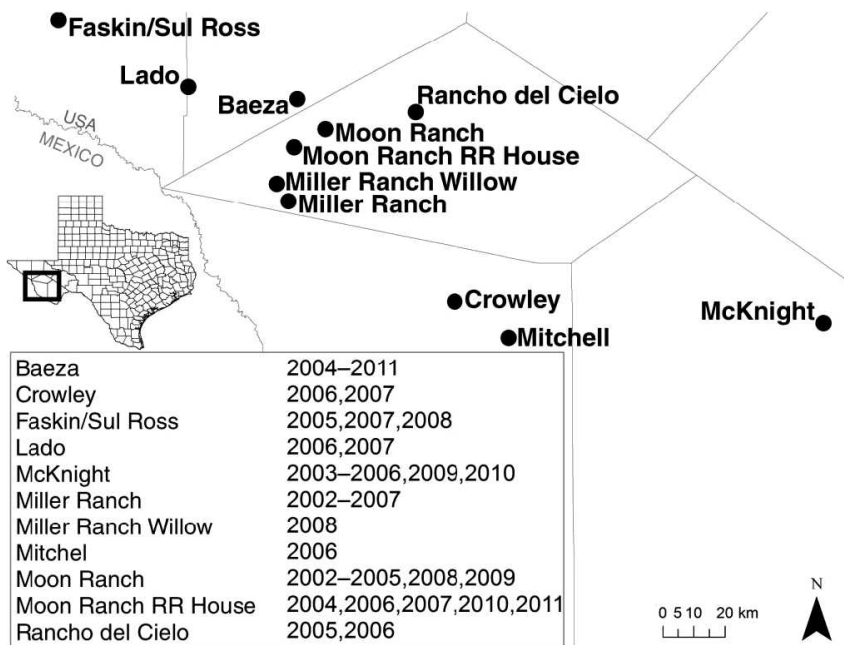 Faskin/Sul Ross
Lado
Baeza
Rancho del Cielo
Moon Ranch
Moon Ranch RR House
Miller Ranch Willow
Miller Ranch
USA
MEXICO
Crowley
McKnight
Mitchell
Baeza 2004–2011
Crowley 2006,2007
Faskin/Sul Ross 2005,2007,2008
Lado 2006,2007
McKnight 2003–2006,2009,2010
Miller Ranch 2002–2007
Miller Ranch Willow 2008
Mitchel 2006
Moon Ranch 2002–2005,2008,2009
Moon Ranch RR House 2004,2006,2007,2010,2011
Rancho del Cielo 2005,2006
0 5 10 20 km
N